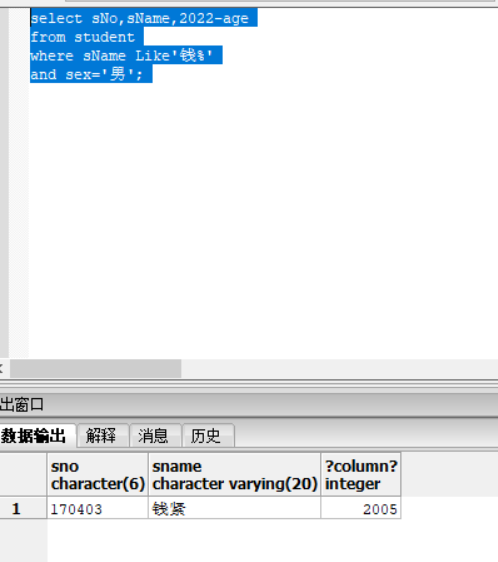 select sNo,sName,2022-age
from student
where sName Like'钱%'
and sex='男';
出窗口
数据输出 解释 消息 历史
sno sname ?column?
character(6) character varying(20) integer
1 170403 钱紧 2005